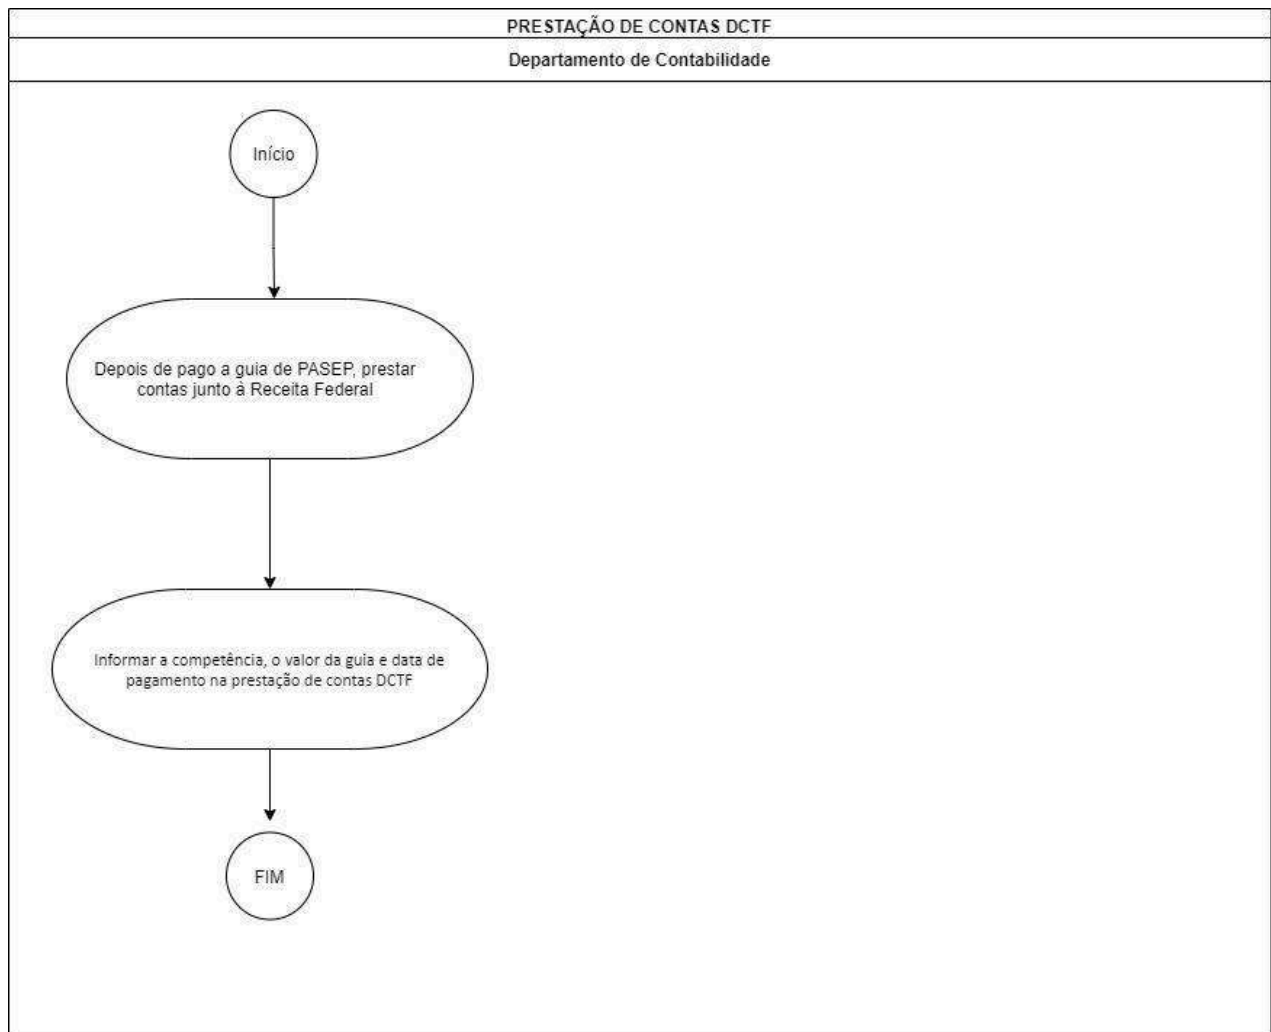 PRESTAÇÃO DE CONTAS DCTF
Departamento de Contabilidade
Início
Depois de pago a guia de PASEP, prestar
contas junto à Receita Federal
Informar a competência, o valor da guia e data de
pagamento na prestação de contas DCTF
FIM